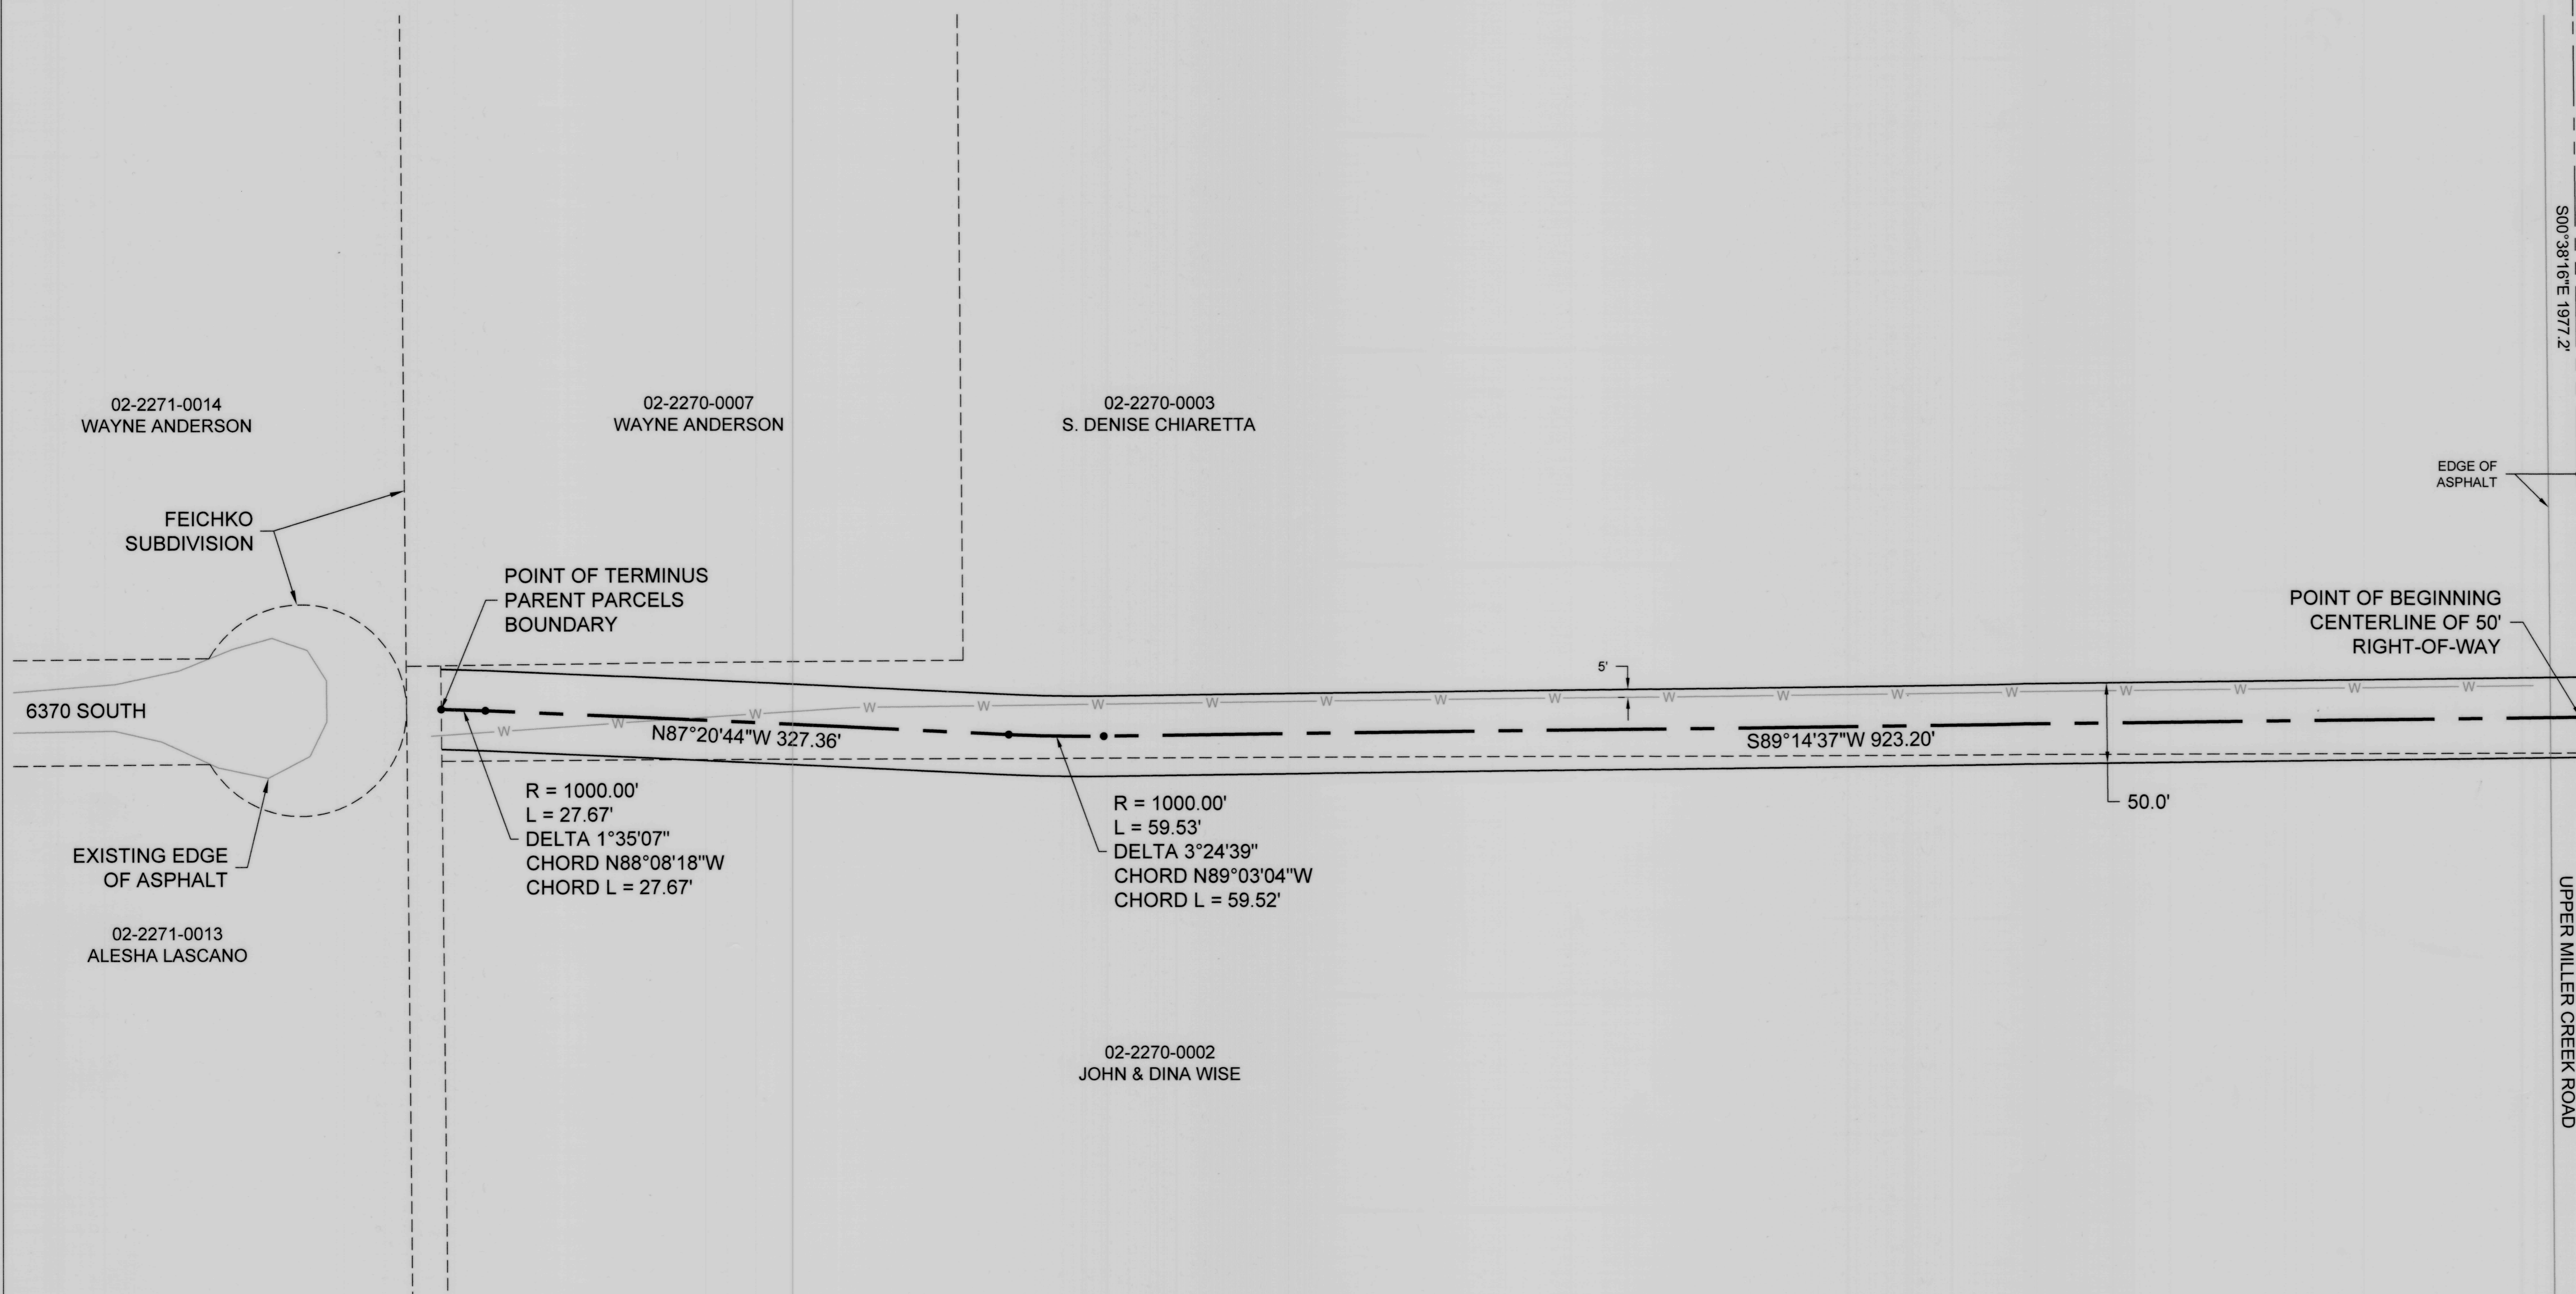 02-2271-0014
WAYNE ANDERSON
02-2270-0007
WAYNE ANDERSON
02-2270-0003
S. DENISE CHIARETTA
S00°38'16"E 1977.2'
EDGE OF
ASPHALT
FEICHKO
SUBDIVISION
POINT OF TERMINUS
PARENT PARCELS
BOUNDARY
POINT OF BEGINNING
CENTERLINE OF 50'
RIGHT-OF-WAY
5'
6370 SOUTH
W W W W W W W W W W W W W W W W W W
N87°20'44"W 327.36'
S89°14'37"W 923.20'
50.0'
R = 1000.00'
L = 27.67'
DELTA 1°35'07"
CHORD N88°08'18"W
CHORD L = 27.67'
R = 1000.00'
L = 59.53'
DELTA 3°24'39"
CHORD N89°03'04"W
CHORD L = 59.52'
EXISTING EDGE
OF ASPHALT
02-2271-0013
ALESHA LASCANO
UPPER MILLER CREEK ROAD
02-2270-0002
JOHN & DINA WISE